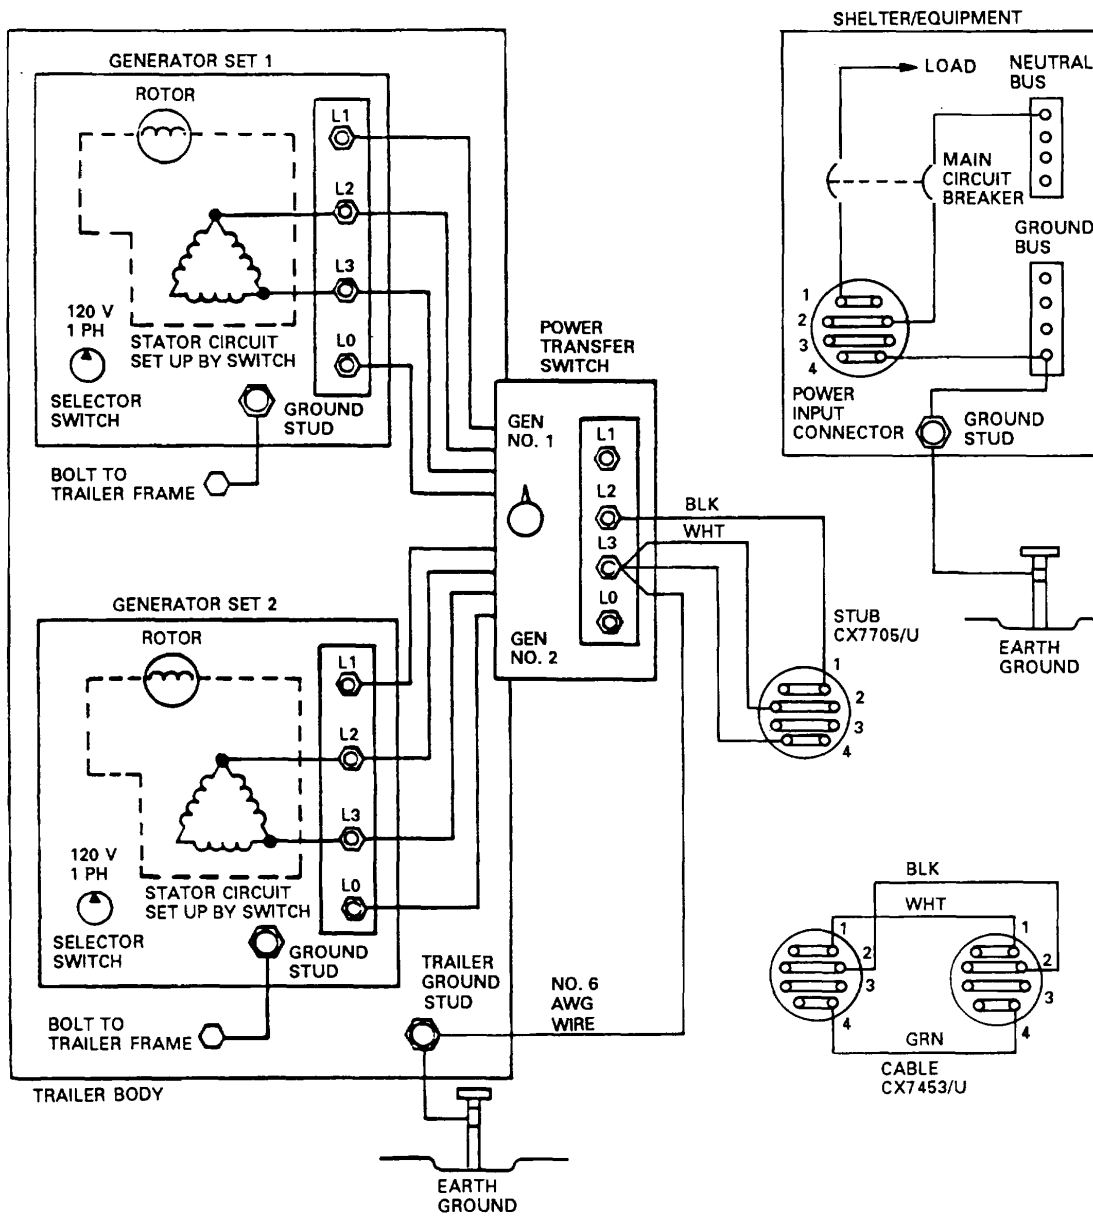 SHELTER/EQUIPMENT
GENERATOR SET 1
ROTOR
L1
L2
L3
L0
120 V
1 PH
STATOR CIRCUIT
SET UP BY SWITCH
SELECTOR
SWITCH
GROUND
STUD
BOLT TO
TRAILER FRAME
LOAD
NEUTRAL
BUS
MAIN
CIRCUIT
BREAKER
GROUND
BUS
1
2
3
4
POWER
INPUT
CONNECTOR
GROUND
STUD
EARTH
GROUND
POWER
TRANSFER
SWITCH
GEN
NO. 1
L1
L2
L3
L0
GEN
NO. 2
BLK
WHT
STUB
CX7705/U
1
2
3
4
GENERATOR SET 2
ROTOR
L1
L2
L3
L0
120 V
1 PH
STATOR CIRCUIT
SET UP BY SWITCH
SELECTOR
SWITCH
GROUND
STUD
BOLT TO
TRAILER FRAME
TRAILER
GROUND
STUD
NO. 6
AWG
WIRE
TRAILER BODY
EARTH
GROUND
BLK
WHT
1
2
3
4
1
2
3
4
GRN
CABLE
CX7453/U